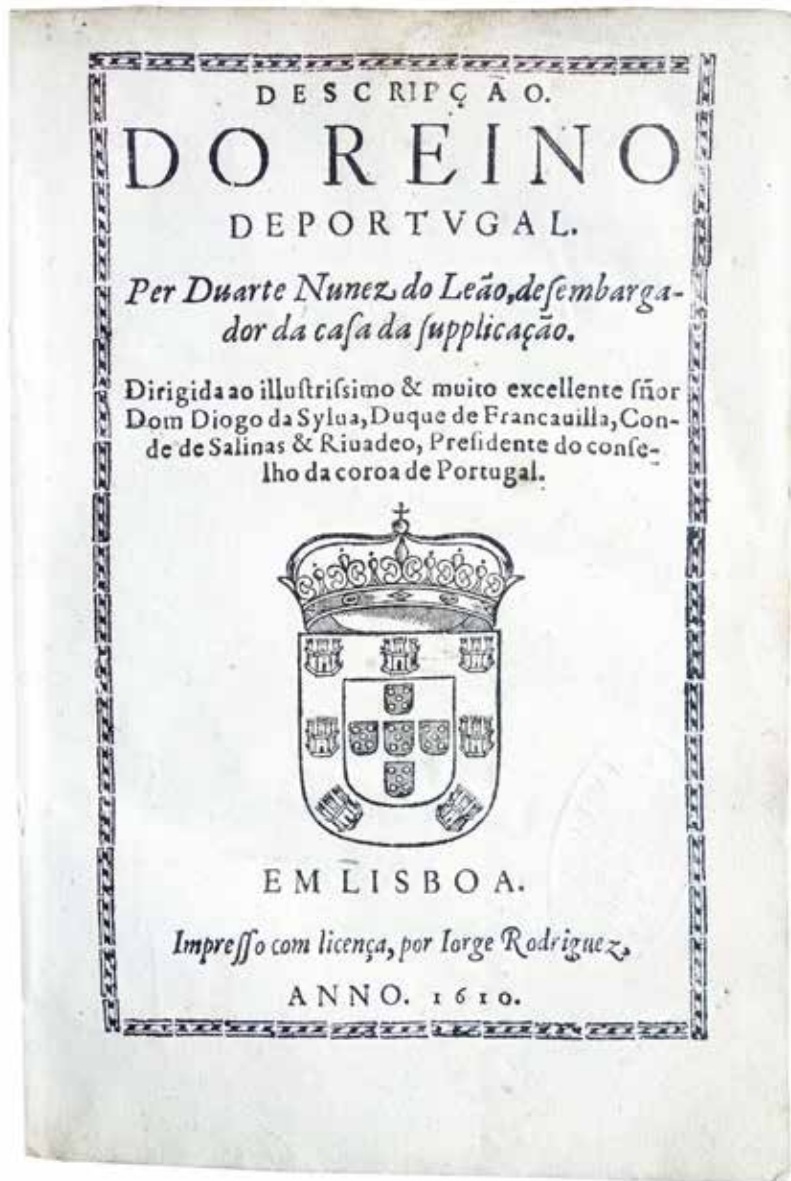 DESCRIPÇÃO.
DO REINO
DEPORTVGAL.
Per Duarte Nunez do Leão, deſembarga-
dor da caſa da ſupplicação.
Dirigida ao illuſtriſsimo & muito excellente ſñor
Dom Diogo da Sylua, Duque de Francauilla, Con-
de de Salinas & Riuadeo, Preſidente do conſe-
lho da coroa de Portugal.
EM LISBOA.
Impreſſo com licença, por Iorge Rodriguez,
ANNO. 1610.